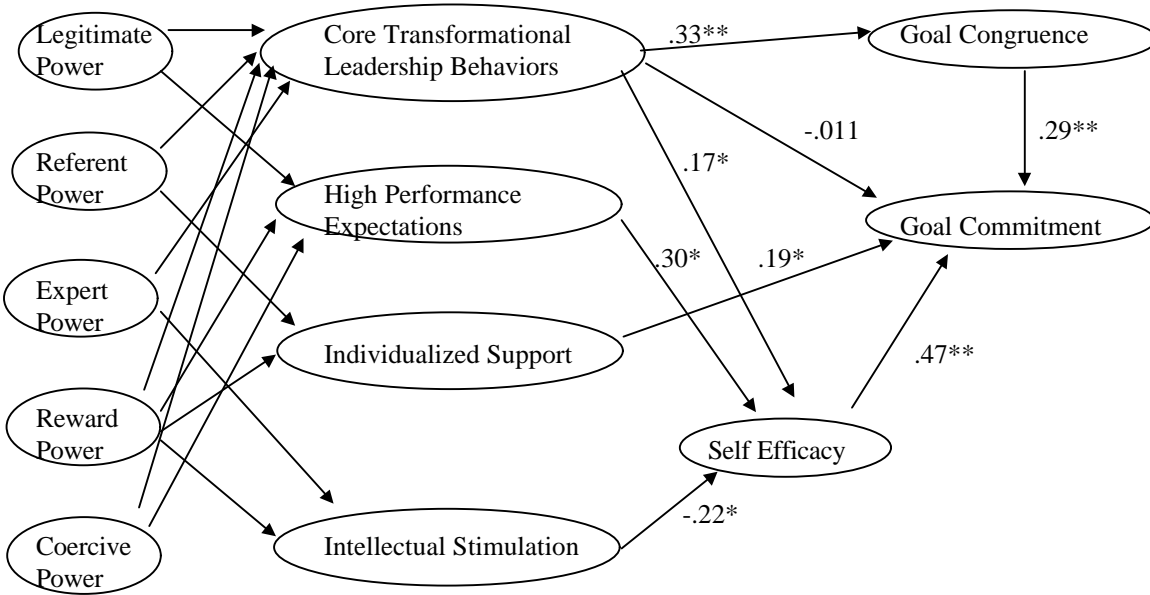 Legitimate
Power
Core Transformational
Leadership Behaviors
.33**
Goal Congruence
-.011
.29**
.17*
Referent
Power
High Performance
Expectations
Goal Commitment
.30*
.19*
Expert
Power
Individualized Support
.47**
Reward
Power
Self Efficacy
-.22*
Coercive
Power
Intellectual Stimulation